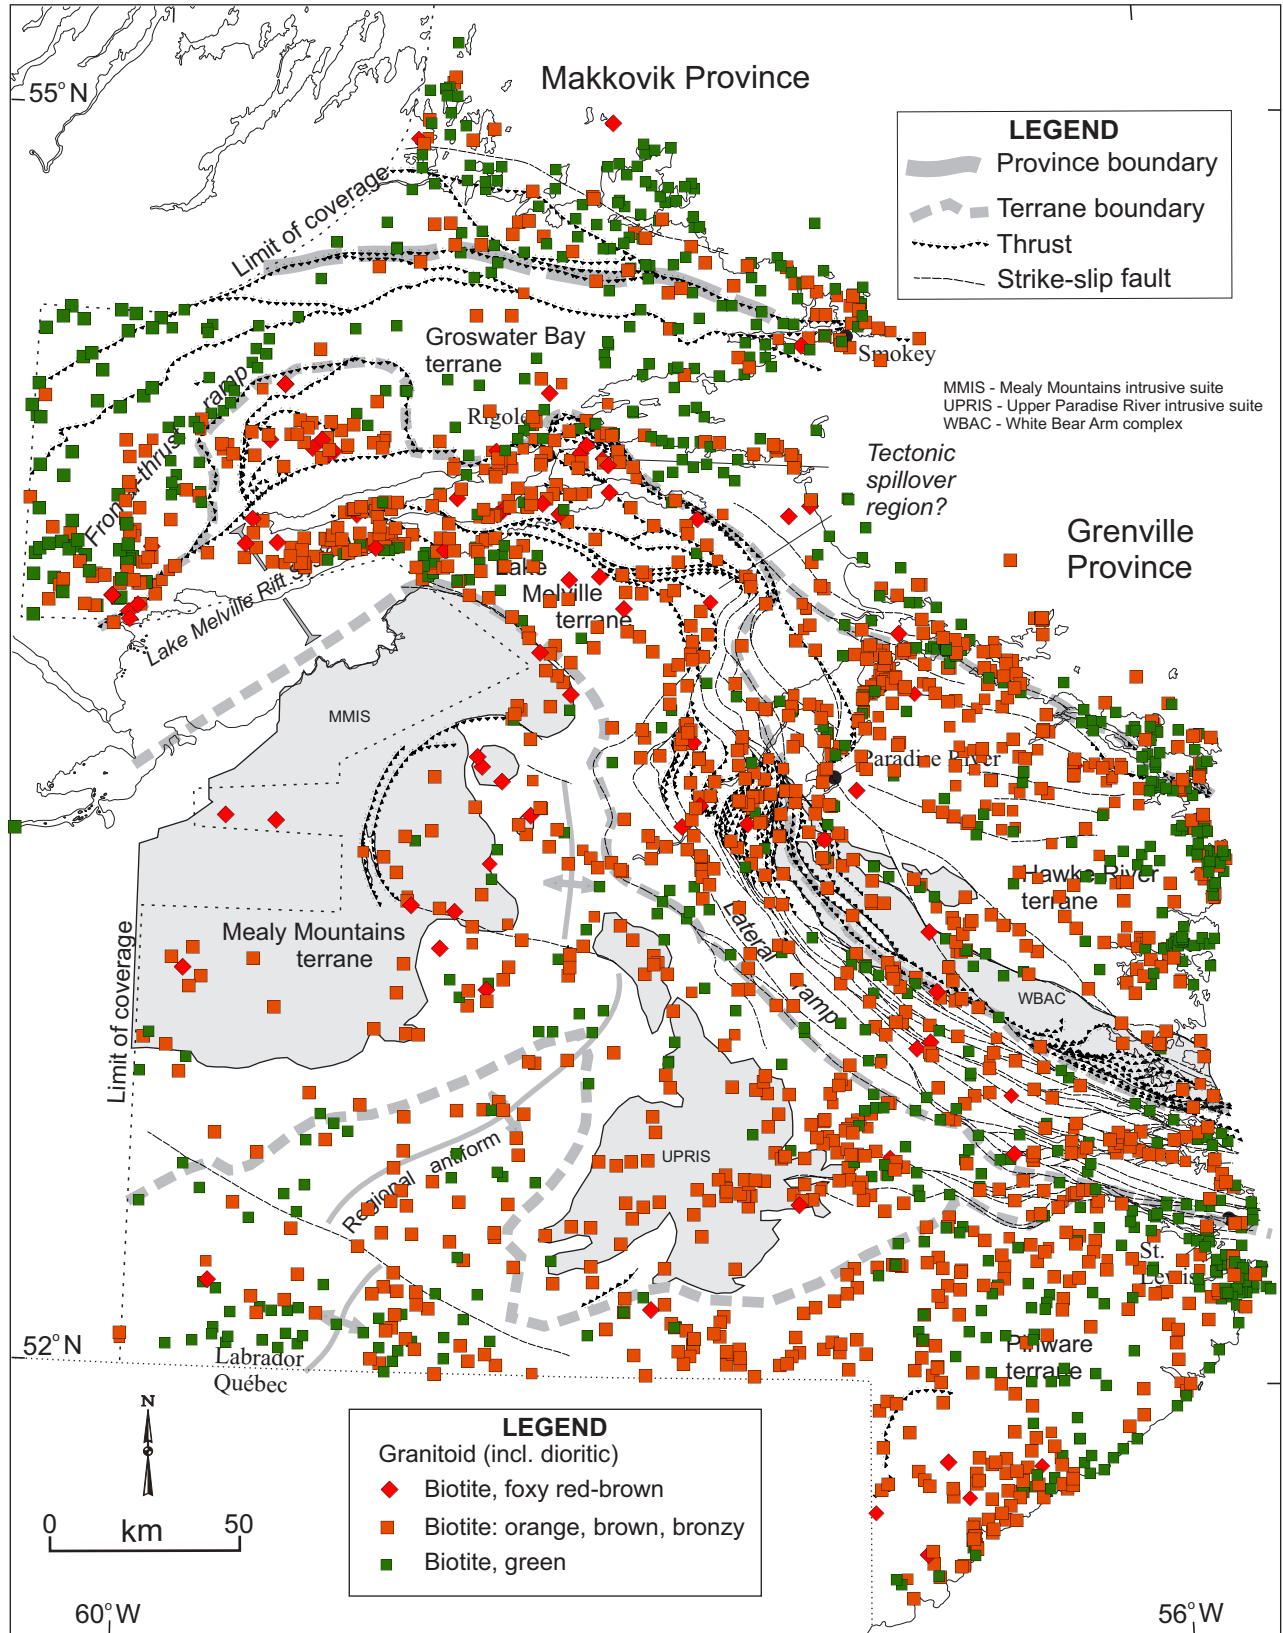 Makkovik Province
55° N
LEGEND
Province boundary
Terrane boundary
Thrust
Strike-slip fault
Limit of coverage
Groswater Bay
terrane
Smokey
MMIS - Mealy Mountains intrusive suite
UPRIS - Upper Paradise River intrusive suite
WBAC - White Bear Arm complex
ramp
Rigole
Tectonic
spillover
region?
Grenville
Province
Lake
Melville
terrane
Lake Melville Rift
MMIS
Paradise River
Hawke River
terrane
Mealy Mountains
terrane
Lateral
ramp
WBAC
Limit of coverage
UPRIS
Regional antiform
St.
Lewis
52° N
Labrador
Québec
Pinware
terrane
N
LEGEND
Granitoid (incl. dioritic)
Biotite, foxy red-brown
Biotite: orange, brown, bronzy
Biotite, green
0 50
km
60° W
56° W